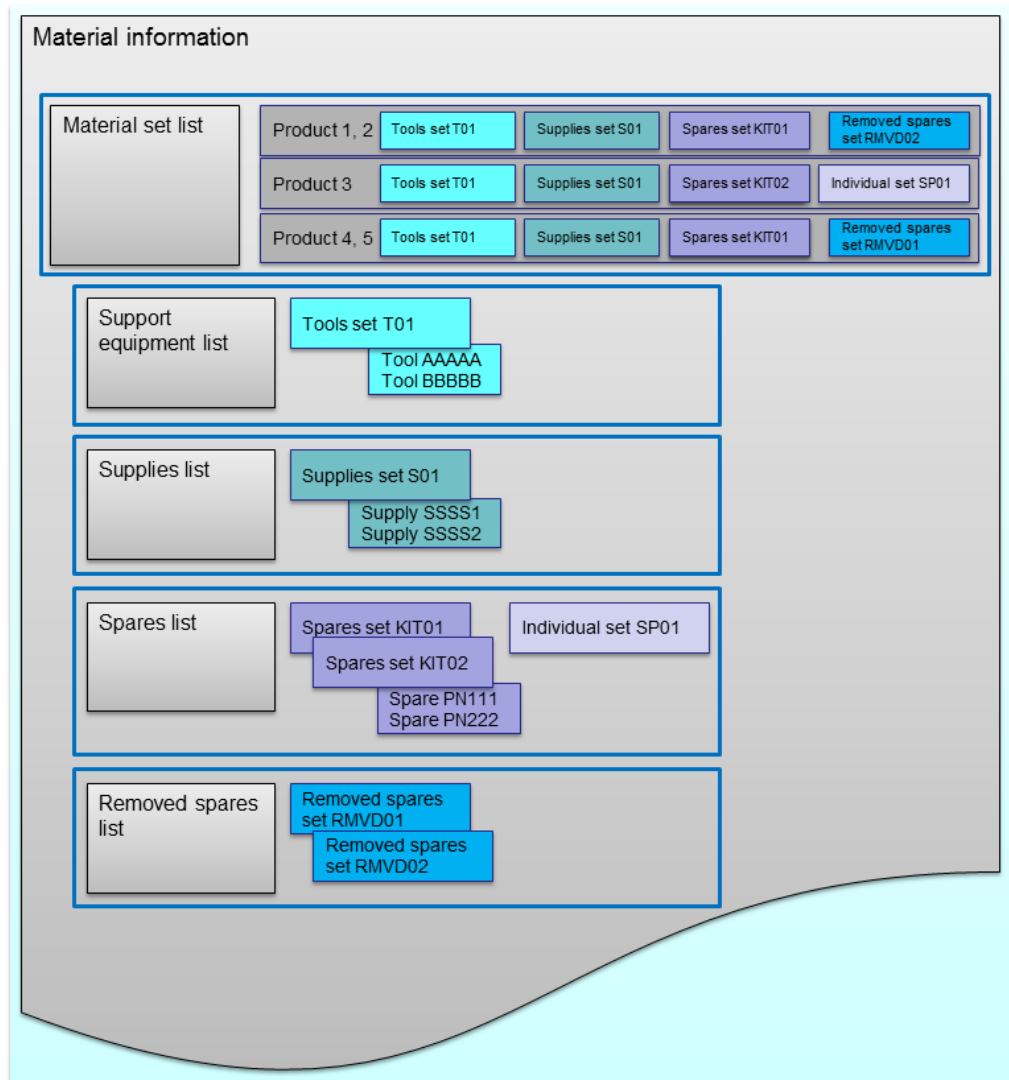 Material information
Material set list
Product 1, 2
Tools set T01
Supplies set S01
Spares set KIT01
Removed spares
set RMVD02
Product 3
Tools set T01
Supplies set S01
Spares set KIT02
Individual set SP01
Product 4, 5
Tools set T01
Supplies set S01
Spares set KIT01
Removed spares
set RMVD01
Support
equipment list
Tools set T01
Tool AAAAA
Tool BBBBB
Supplies list
Supplies set S01
Supply SSSS1
Supply SSSS2
Spares list
Spares set KIT01
Individual set SP01
Spares set KIT02
Spare PN111
Spare PN222
Removed spares
list
Removed spares
set RMVD01
Removed spares
set RMVD02